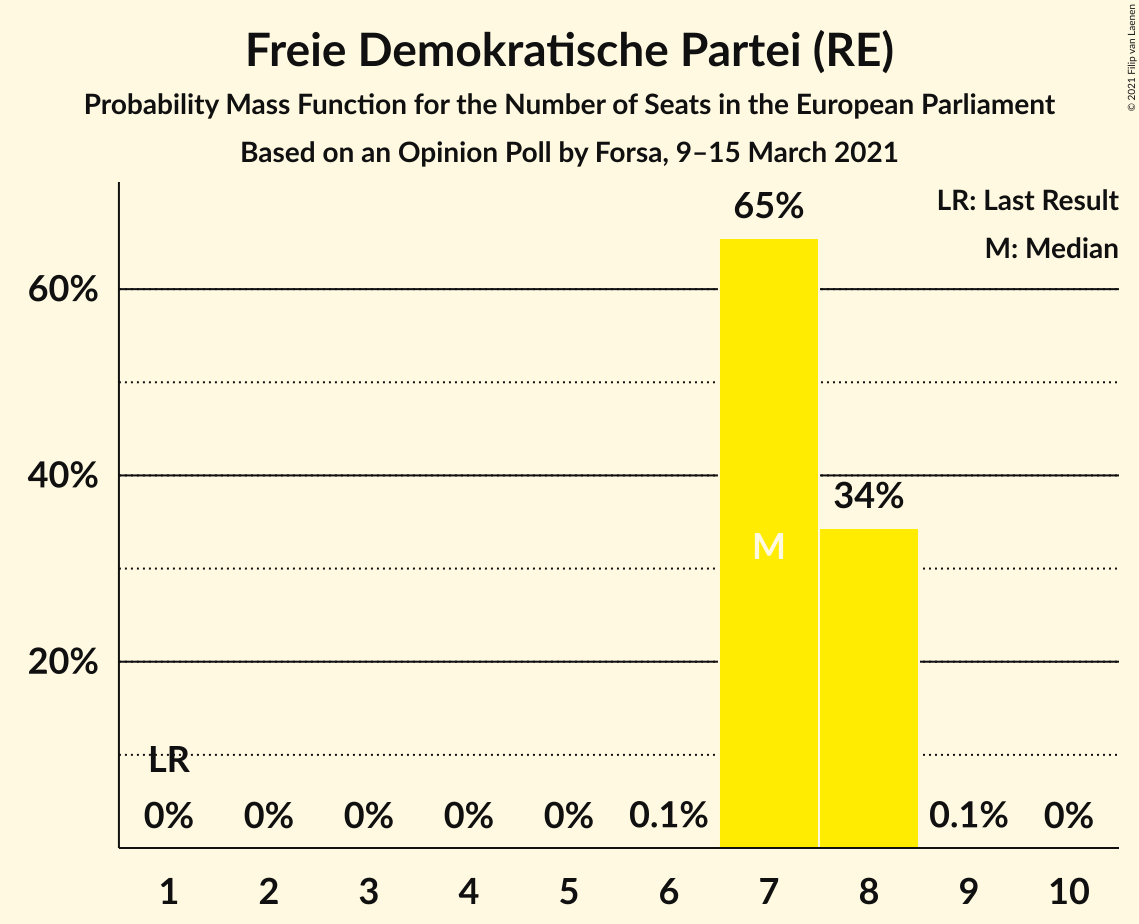 Freie Demokratische Partei (RE)
Probability Mass Function for the Number of Seats in the European Parliament
Based on an Opinion Poll by Forsa, 9–15 March 2021
© 2021 Filip van Laenen
LR: Last Result
M: Median
60%
40%
20%
65%
34%
M
LR
0% 0% 0% 0% 0% 0.1% 0.1% 0%
1 2 3 4 5 6 7 8 9 10